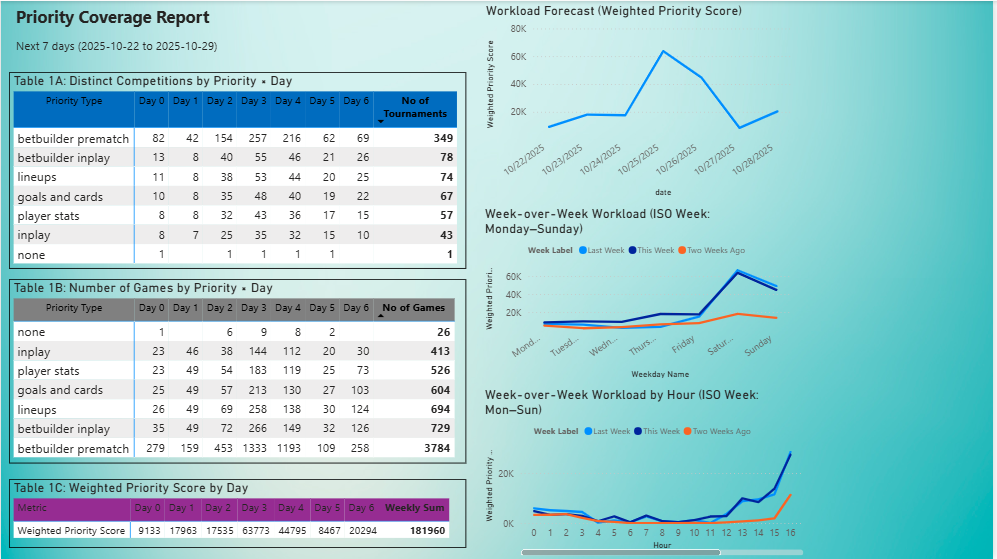 Priority Coverage Report
Next 7 days (2025-10-22 to 2025-10-29)
Table 1A: Distinct Competitions by Priority × Day
Priority Type Day 0 Day 1 Day 2 Day 3 Day 4 Day 5 Day 6 No of Tournaments
betbuilder prematch 82 42 154 257 216 62 69 349
betbuilder inplay 13 8 40 55 46 21 26 78
lineups 11 8 38 53 44 20 25 74
goals and cards 10 8 35 48 40 19 22 67
player stats 8 8 32 43 36 17 15 57
inplay 8 7 25 35 32 15 10 43
none 1 1 1 1 1 1
Table 1B: Number of Games by Priority × Day
Priority Type Day 0 Day 1 Day 2 Day 3 Day 4 Day 5 Day 6 No of Games
none 1 6 9 8 2 26
inplay 23 46 38 144 112 20 30 413
player stats 23 49 54 183 119 25 73 526
goals and cards 25 49 57 213 130 27 103 604
lineups 26 49 69 258 138 30 124 694
betbuilder inplay 35 49 72 266 149 32 126 729
betbuilder prematch 279 159 453 1333 1193 109 258 3784
Table 1C: Weighted Priority Score by Day
Metric Day 0 Day 1 Day 2 Day 3 Day 4 Day 5 Day 6 Weekly Sum
Weighted Priority Score 9133 17963 17535 63773 44795 8467 20294 181960
Workload Forecast (Weighted Priority Score)
Weighted Priority Score
80K
60K
40K
20K
10/22/2025 10/23/2025 10/24/2025 10/25/2025 10/26/2025 10/27/2025 10/28/2025
date
Week-over-Week Workload (ISO Week:
Monday–Sunday)
Week Label Last Week This Week Two Weeks Ago
Weighted Priori...
60K
40K
20K
Mond... Tuesd... Wedn... Thurs... Friday Satur... Sunday
Weekday Name
Week-over-Week Workload by Hour (ISO Week:
Mon–Sun)
Week Label Last Week This Week Two Weeks Ago
Weighted Priority ...
20K
0K
0 1 2 3 4 5 6 7 8 9 10 11 12 13 14 15 16
Hour